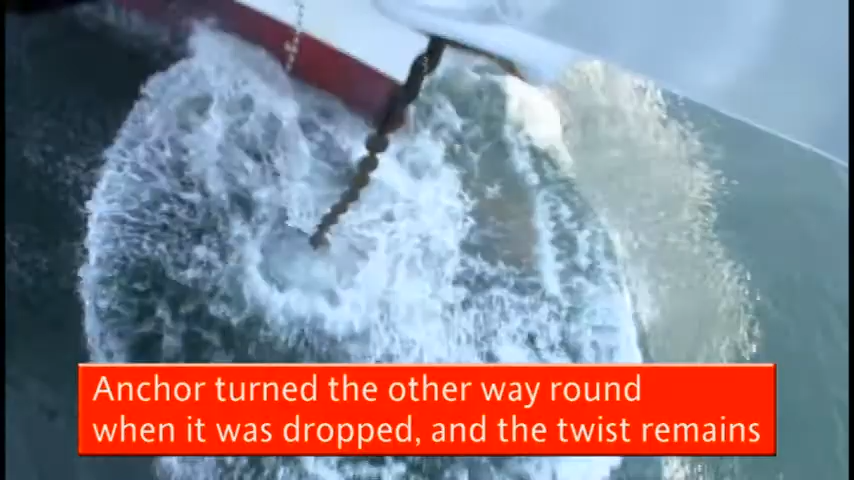 Anchor turned the other way round
when it was dropped, and the twist remains